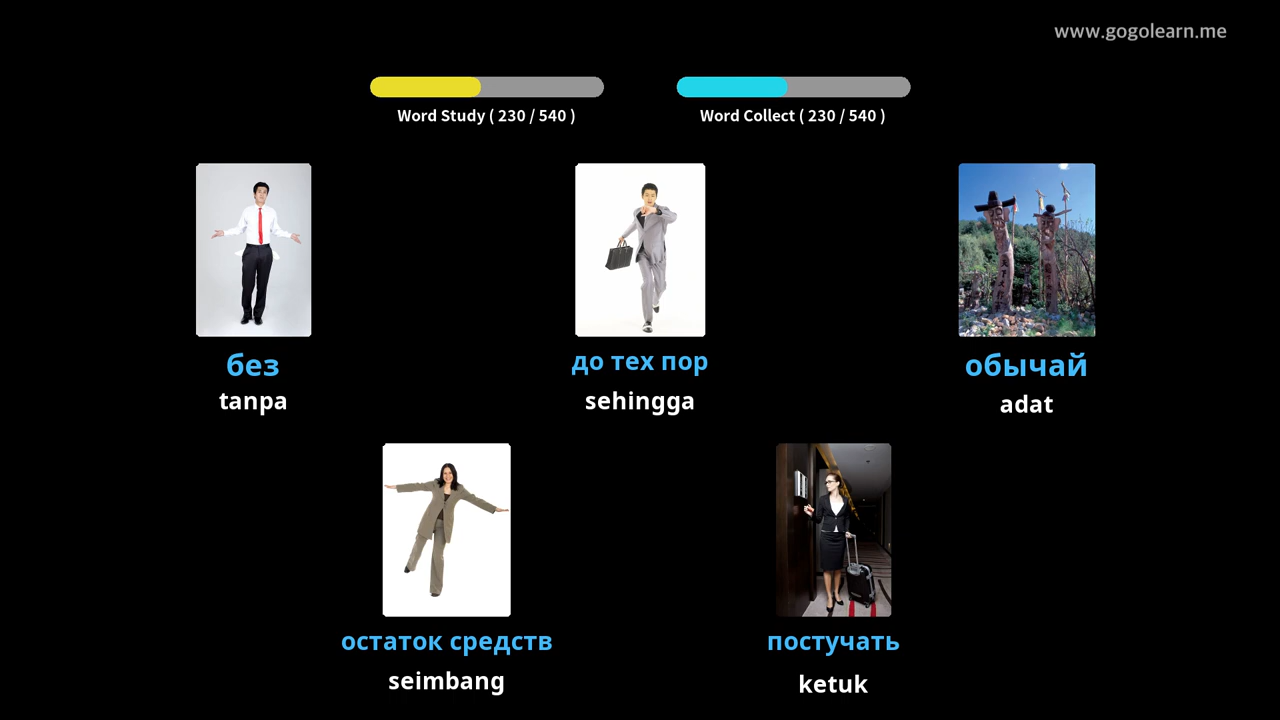 www.gogolearn.me
Word Study ( 230 / 540 )
Word Collect ( 230 / 540 )
без
tanpa
до тех пор
sehingga
обычай
adat
остаток средств
seimbang
постучать
ketuk